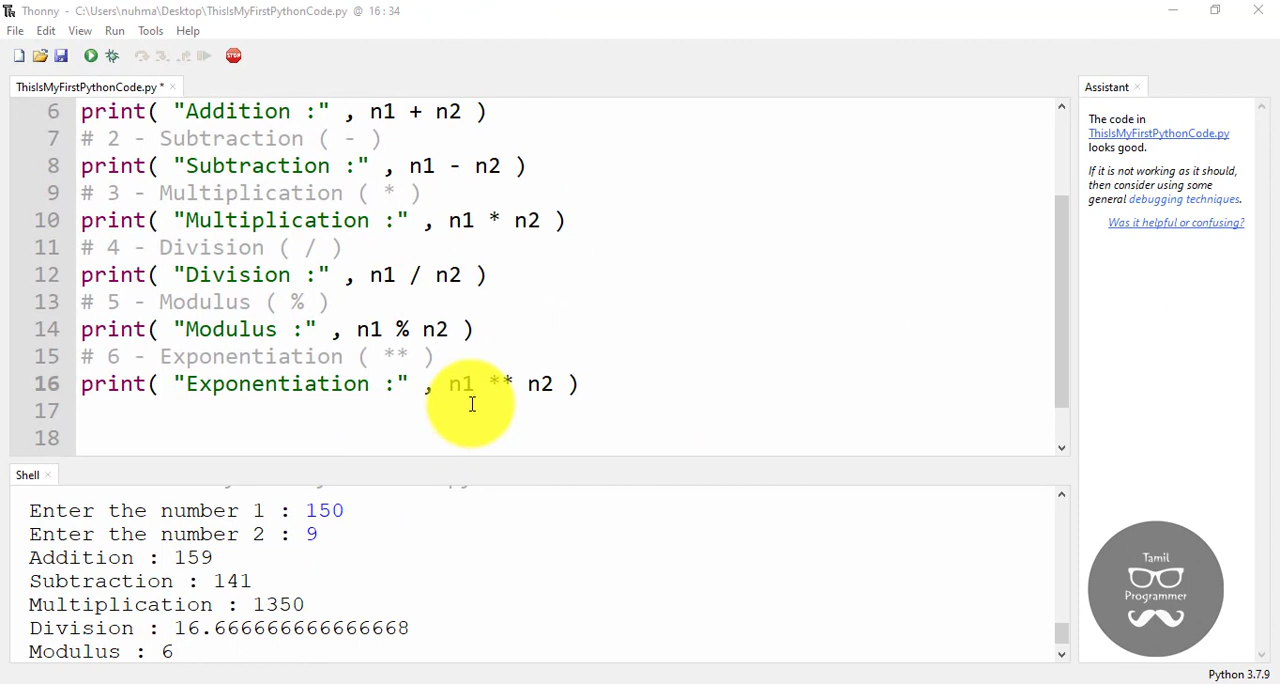 Thonny - C:\Users\nuhma\Desktop\ThisIsMyFirstPythonCode.py @ 16 : 34
File Edit View Run Tools Help
STOP
ThisIsMyFirstPythonCode.py * ×
6 print( "Addition :" , n1 + n2 )
7 # 2 - Subtraction ( - )
8 print( "Subtraction :" , n1 - n2 )
9 # 3 - Multiplication ( * )
10 print( "Multiplication :" , n1 * n2 )
11 # 4 - Division ( / )
12 print( "Division :" , n1 / n2 )
13 # 5 - Modulus ( % )
14 print( "Modulus :" , n1 % n2 )
15 # 6 - Exponentiation ( ** )
16 print( "Exponentiation :" , n1 ** n2 )
17
18
Shell ×
Enter the number 1 : 150
Enter the number 2 : 9
Addition : 159
Subtraction : 141
Multiplication : 1350
Division : 16.666666666666668
Modulus : 6
Assistant ×
The code in
ThisIsMyFirstPythonCode.py
looks good.
If it is not working as it should,
then consider using some
general debugging techniques.
Was it helpful or confusing?
Tamil
Programmer
Python 3.7.9